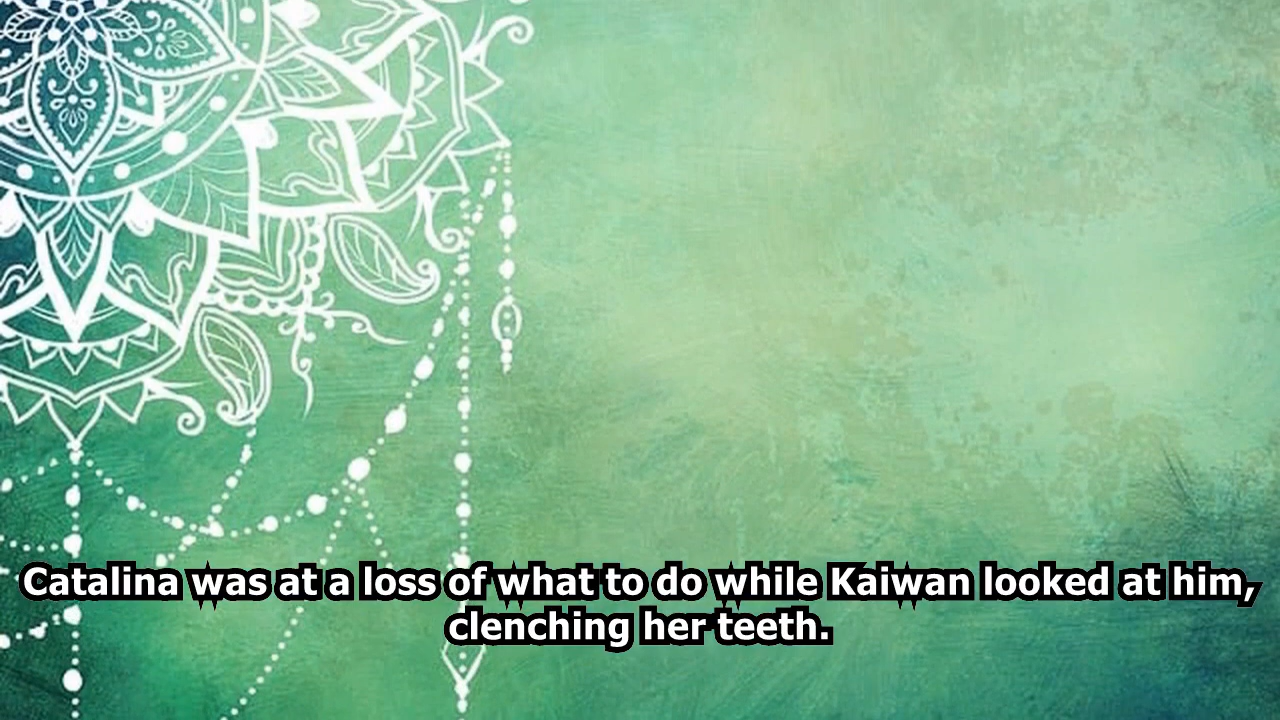 Catalina was at a loss of what to do while Kaiwan looked at him,
clenching her teeth.